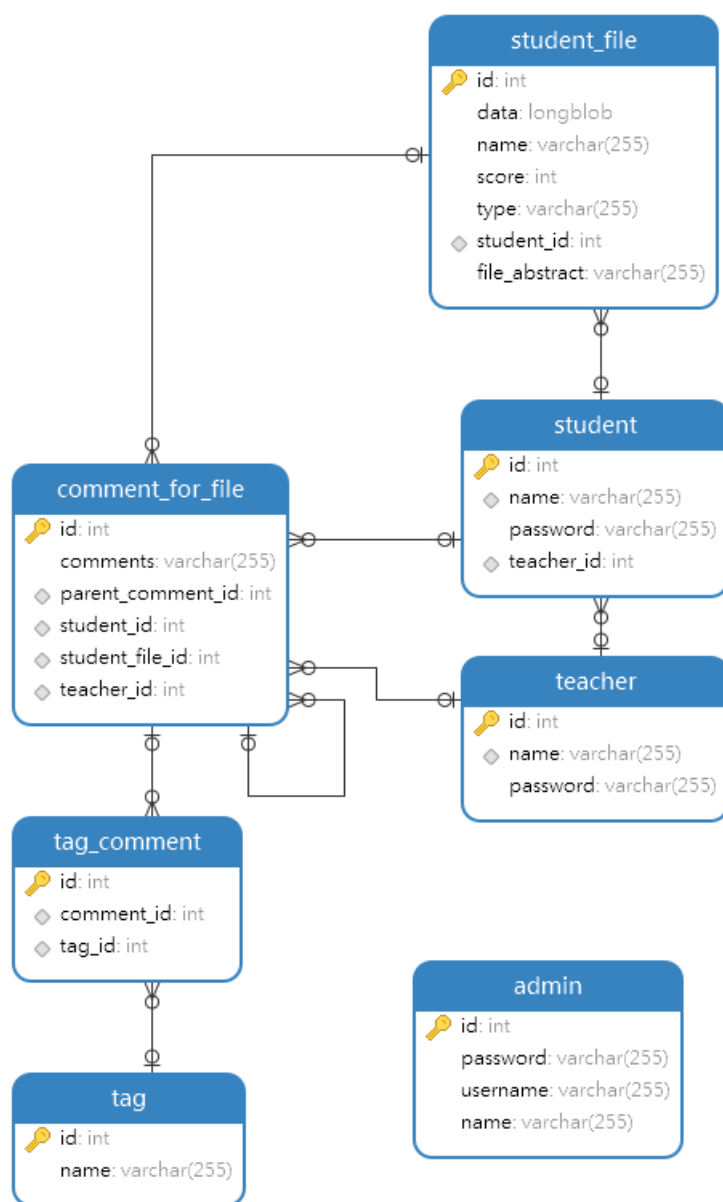 student_file
id: int
data: longblob
name: varchar(255)
score: int
type: varchar(255)
student_id: int
file_abstract: varchar(255)
student
id: int
name: varchar(255)
password: varchar(255)
teacher_id: int
comment_for_file
id: int
comments: varchar(255)
parent_comment_id: int
student_id: int
student_file_id: int
teacher_id: int
teacher
id: int
name: varchar(255)
password: varchar(255)
tag_comment
id: int
comment_id: int
tag_id: int
admin
id: int
password: varchar(255)
username: varchar(255)
name: varchar(255)
tag
id: int
name: varchar(255)